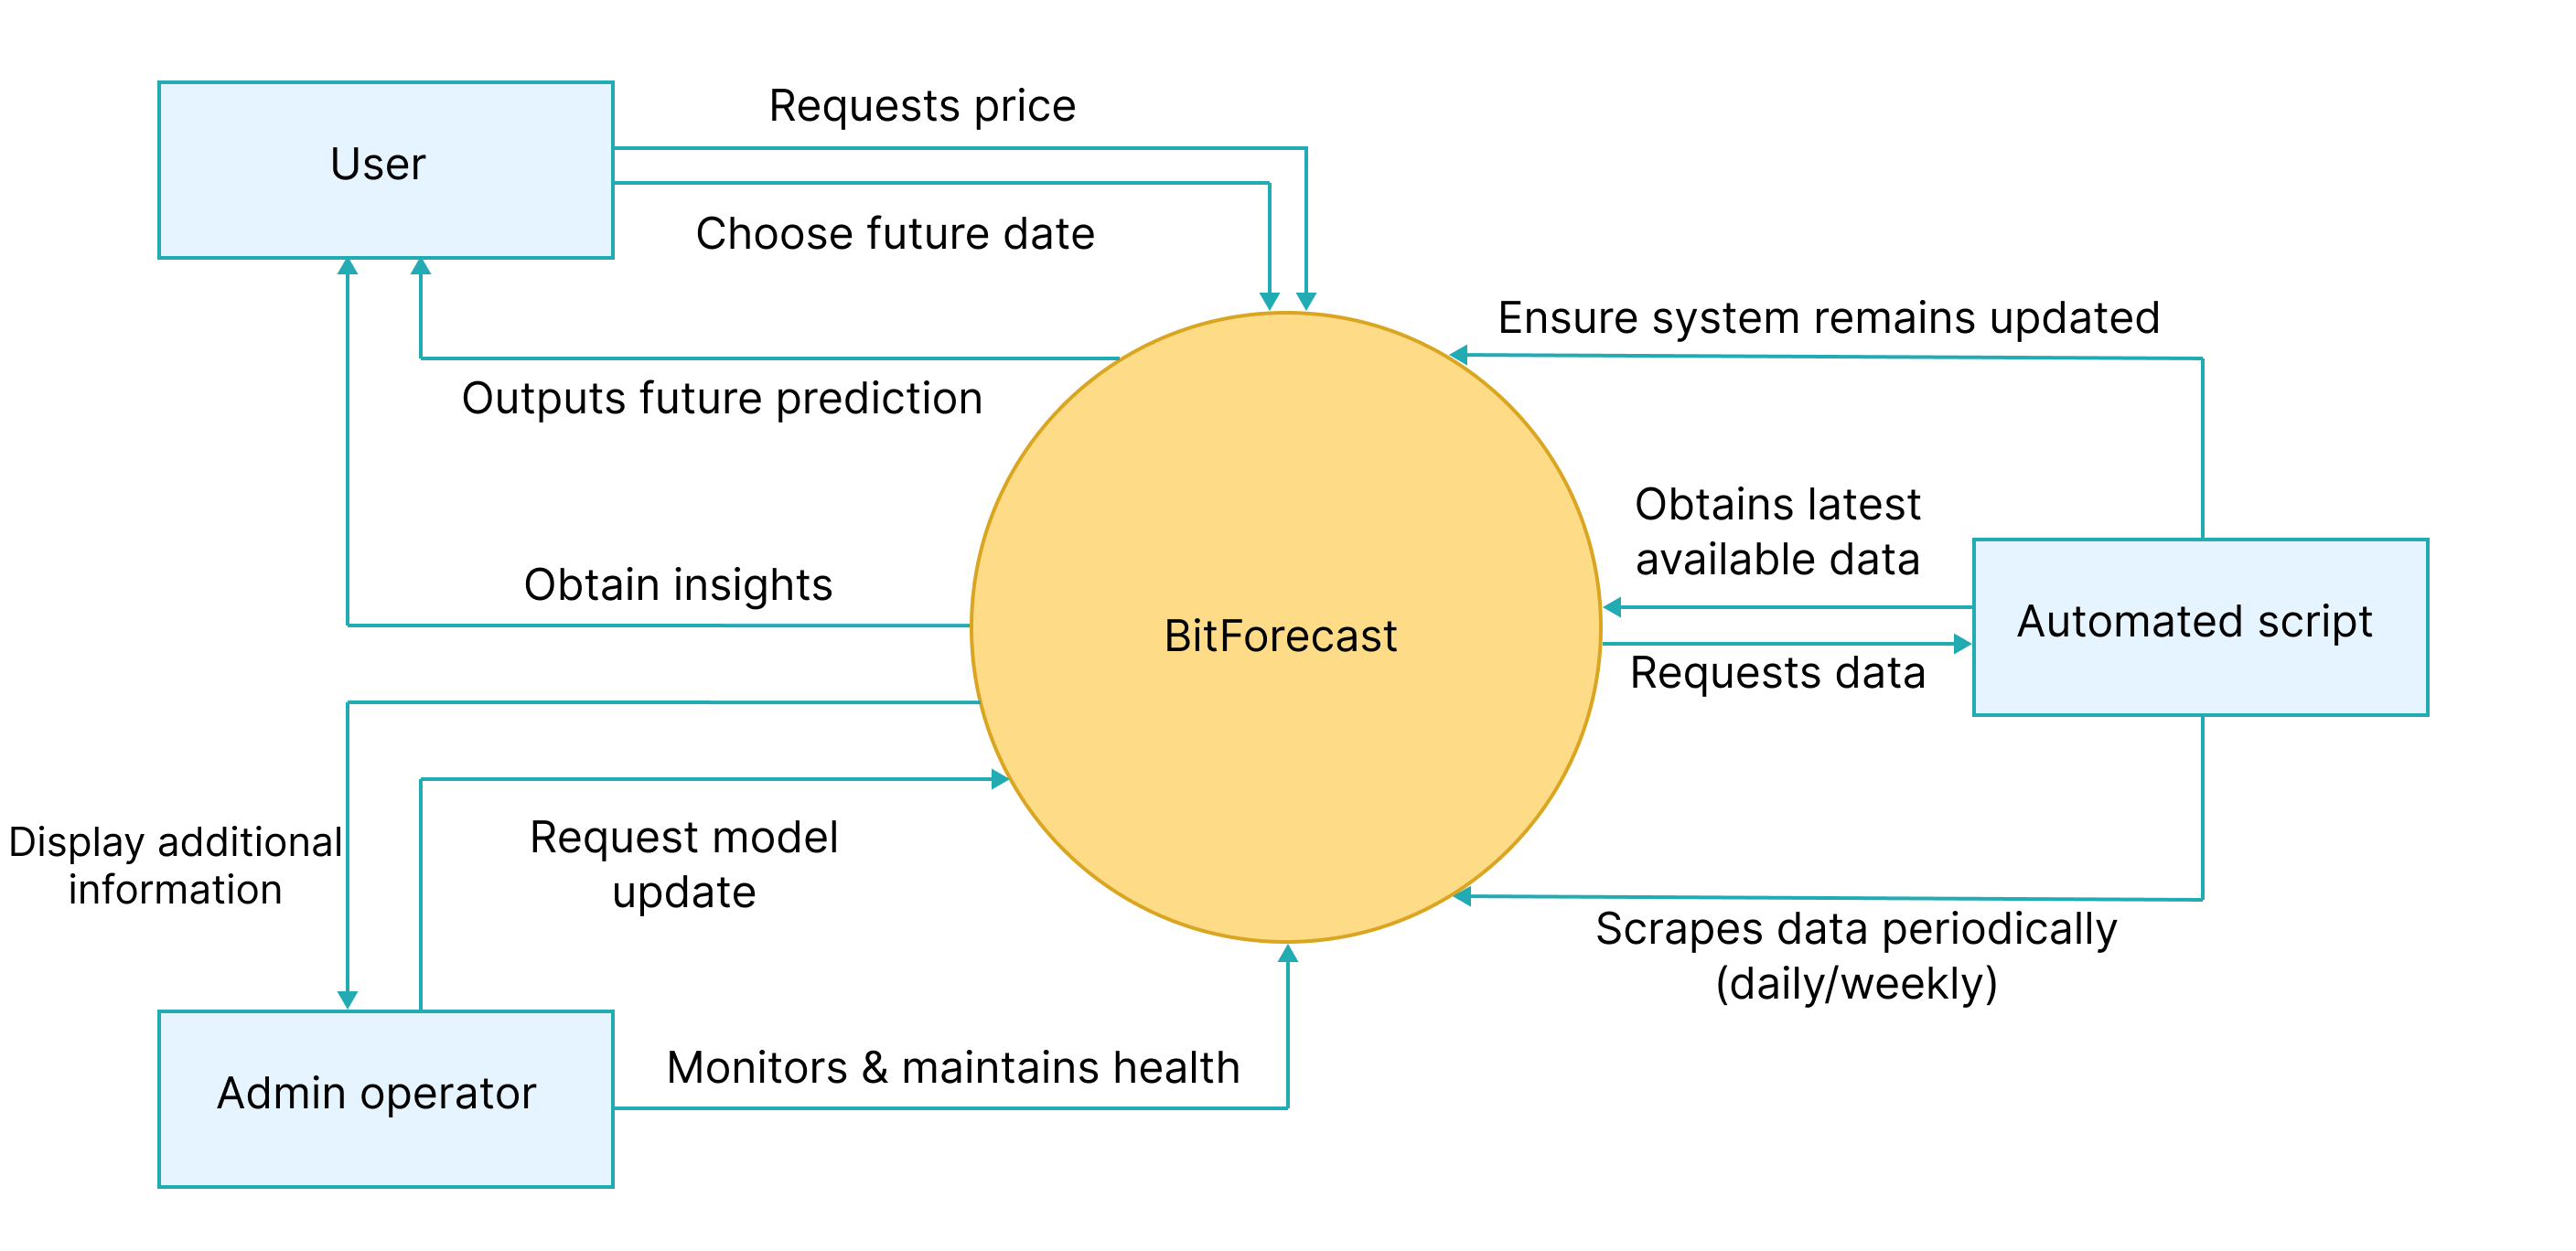 Requests price
User
Choose future date
Ensure system remains updated
Outputs future prediction
Obtains latest
available data
Obtain insights
BitForecast
Automated script
Requests data
Display additional
information
Request model
update
Scrapes data periodically
(daily/weekly)
Monitors & maintains health
Admin operator